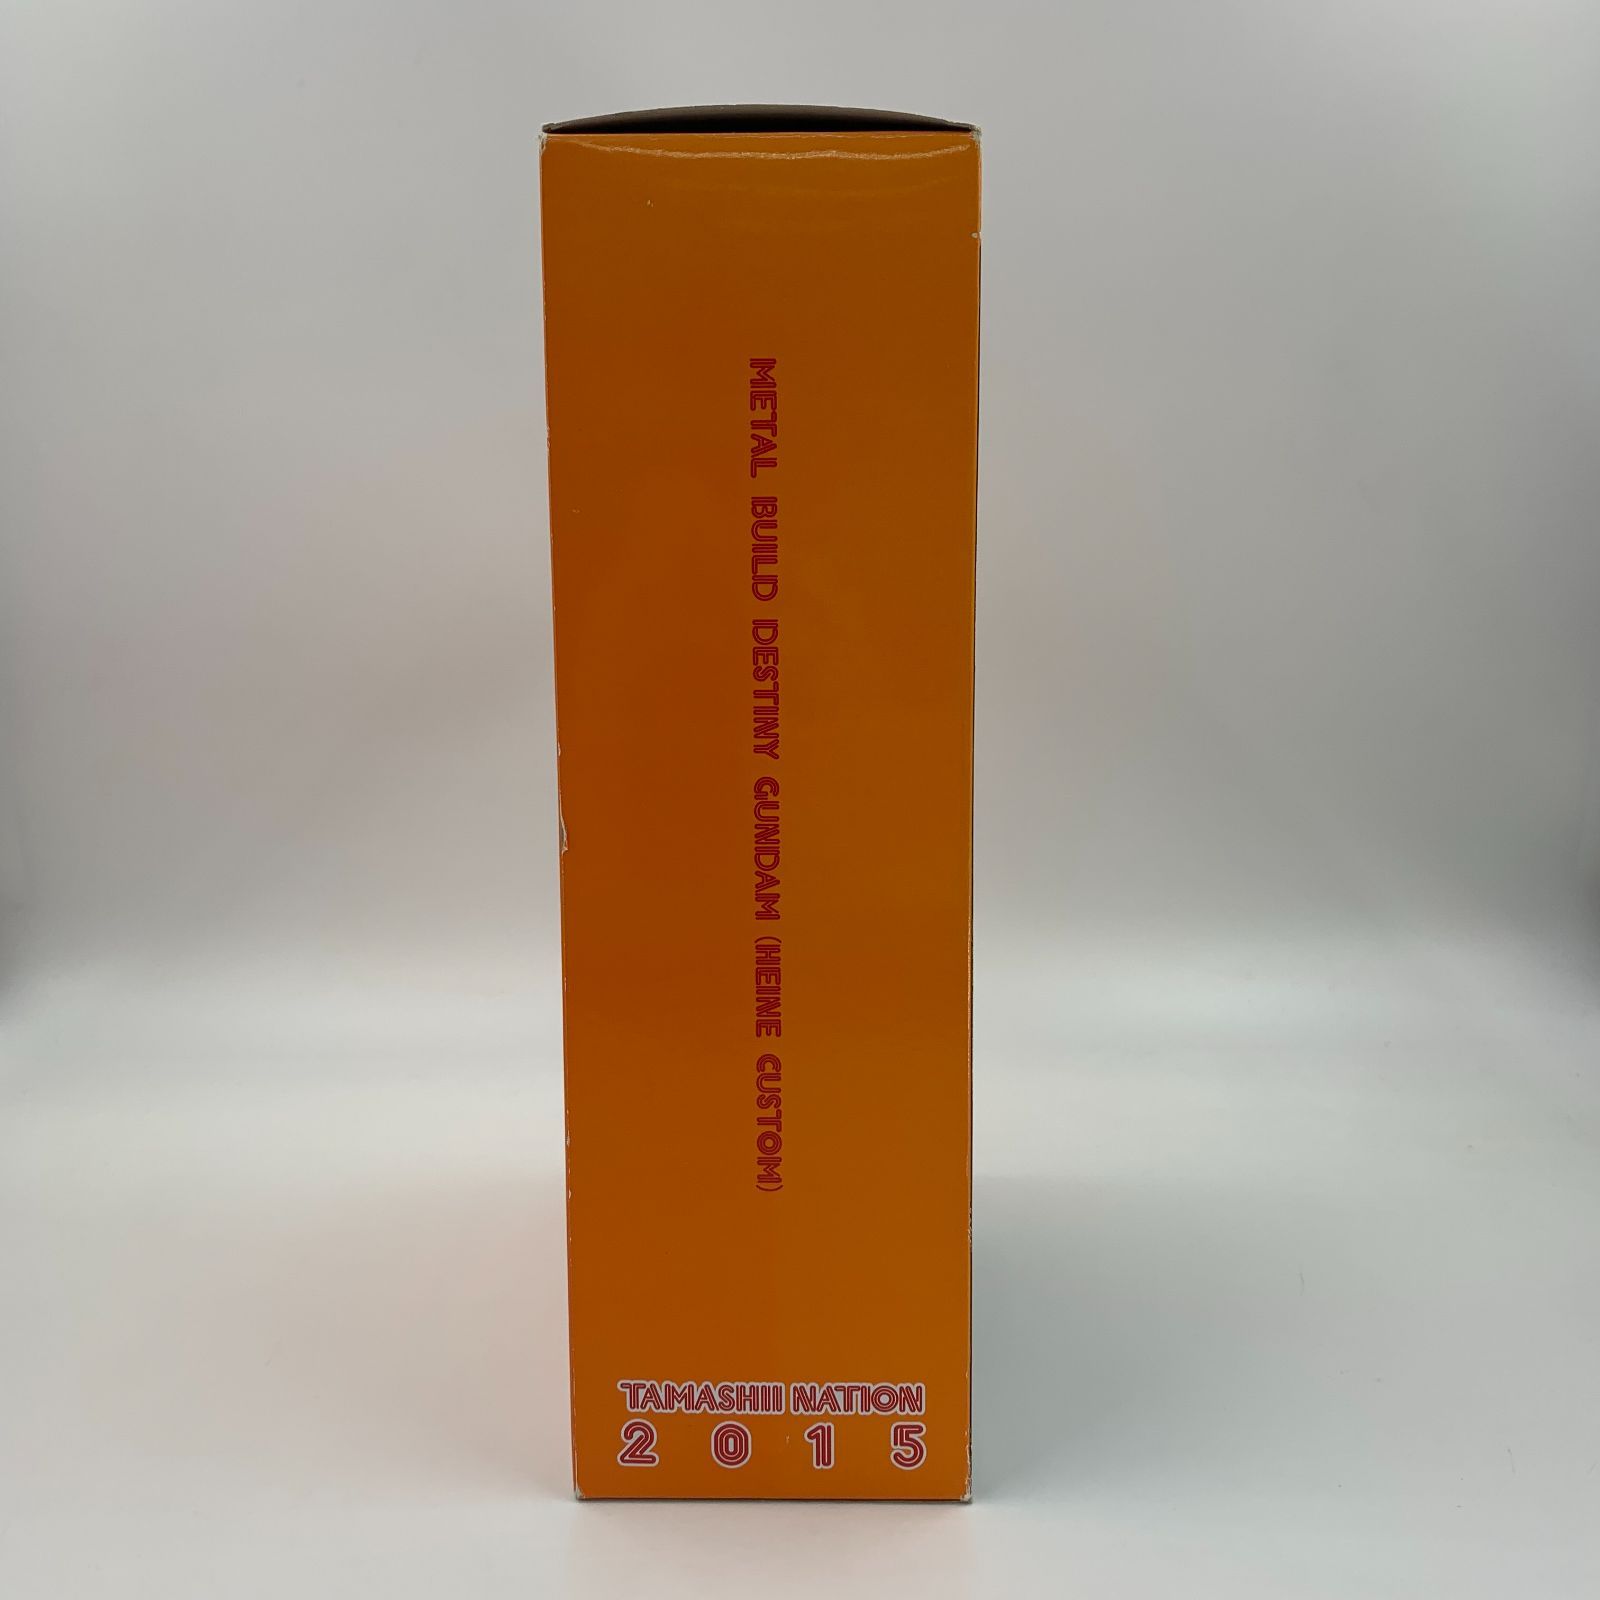 METAL BUILD DESTINY GUNDAM (HEINE CUSTOM)
TAMASHII NATION
2015